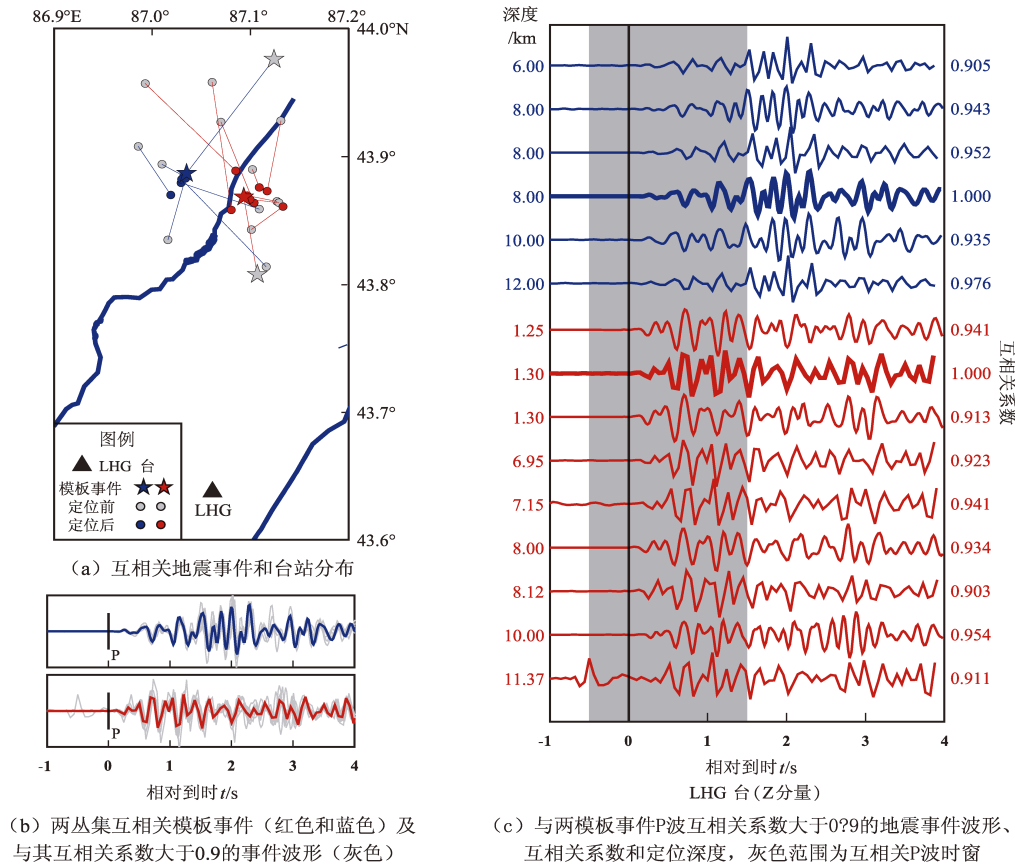 86.9°E 87.0° 87.1° 87.2°
44.0°N
43.9°
43.8°
43.7°
43.6°
图例
LHG 台
模板事件
定位前
定位后
LHG
(a) 互相关地震事件和台站分布
P
P
-1 0 1 2 3 4
相对到时t/s
(b) 两丛集互相关模板事件(红色和蓝色)及
与其互相关系数大于0.9的事件波形(灰色)
深度
/km
6.00 0.905
8.00 0.943
8.00 0.952
8.00 1.000
10.00 0.935
12.00 0.976
1.25 0.941
1.30 1.000
1.30 0.913
6.95 0.923
7.15 0.941
8.00 0.934
8.12 0.903
10.00 0.954
11.37 0.911
互相关系数
-1 0 1 2 3 4
相对到时t/s
LHG 台(Z分量)
(c) 与两模板事件P波互相关系数大于0?9的地震事件波形、
互相关系数和定位深度，灰色范围为互相关P波时窗